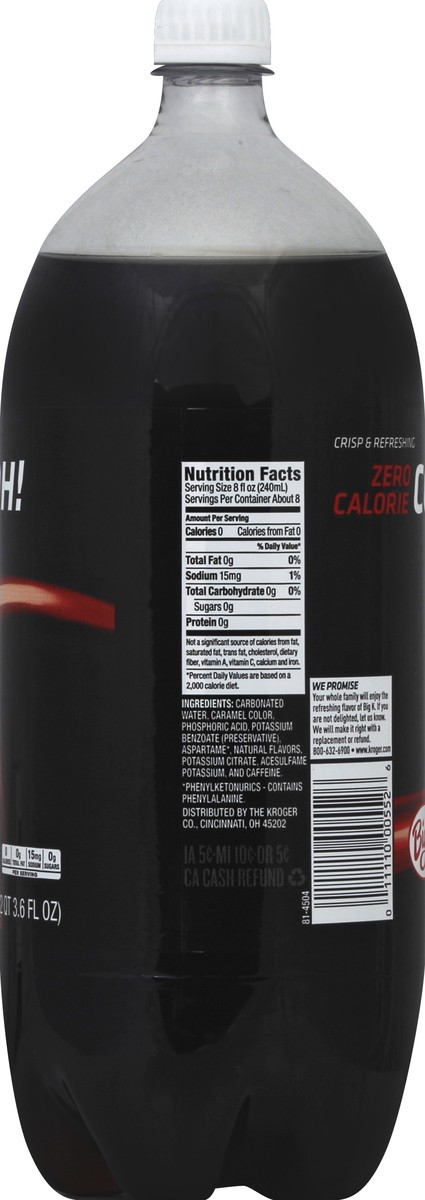 H!
CRISP & REFRESHING
ZERO
CALORIE
Nutrition Facts
Serving Size 8 fl oz (240mL)
Servings Per Container About 8
Amount Per Serving
Calories 0 Calories from Fat 0
% Daily Value*
Total Fat 0g 0%
Sodium 15mg 1%
Total Carbohydrate 0g 0%
Sugars 0g
Protein 0g
Not a significant source of calories from fat,
saturated fat, trans fat, cholesterol, dietary
fiber, vitamin A, vitamin C, calcium and iron.
*Percent Daily Values are based on a
2,000 calorie diet.
INGREDIENTS: CARBONATED
WATER, CARAMEL COLOR,
PHOSPHORIC ACID, POTASSIUM
BENZOATE (PRESERVATIVE),
ASPARTAME*, NATURAL FLAVORS,
POTASSIUM CITRATE, ACESULFAME
POTASSIUM, AND CAFFEINE.
*PHENYLKETONURICS - CONTAINS
PHENYLALANINE.
DISTRIBUTED BY THE KROGER
CO., CINCINNATI, OH 45202
IA 5¢•MI 10¢•OR 5¢
CA CASH REFUND
WE PROMISE
Your whole family will enjoy the
refreshing flavor of Big K. If you
are not delighted, let us know.
We will make it right with a
replacement or refund.
800-632-6900 • www.kroger.com
0 11110 00552 6
81-4504
0g 15mg 0g
TOTAL FAT SODIUM SUGARS
PER SERVING
2 QT 3.6 FL OZ)